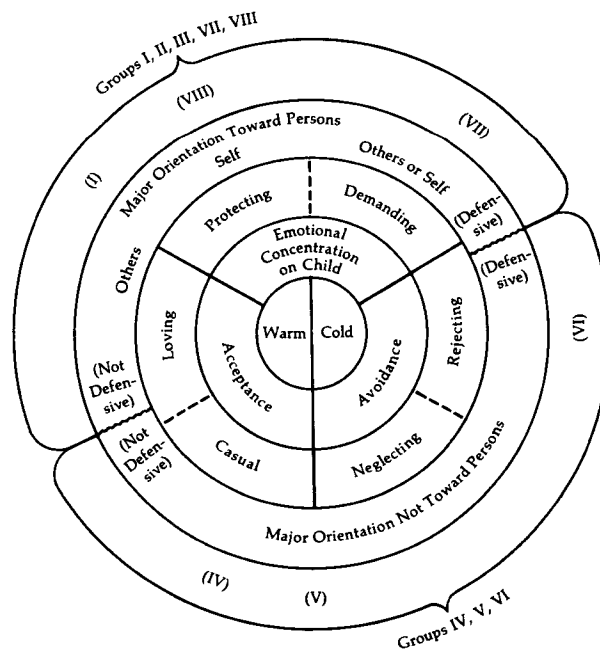 Groups I, II, III, VII, VIII
(VIII)
(VII)
(I)
Major Orientation Toward Persons
Self
Others or Self
Others
Protecting
Demanding
(Defensive)
(Defen-
sive)
Emotional
Concentration
on Child
Warm
Cold
Loving
Acceptance
Avoidance
Rejecting
(VI)
(Not
Defen-
sive)
(Not
Defen-
sive)
Casual
Neglecting
Major Orientation Not Toward Persons
(IV)
(V)
Groups IV, V, VI